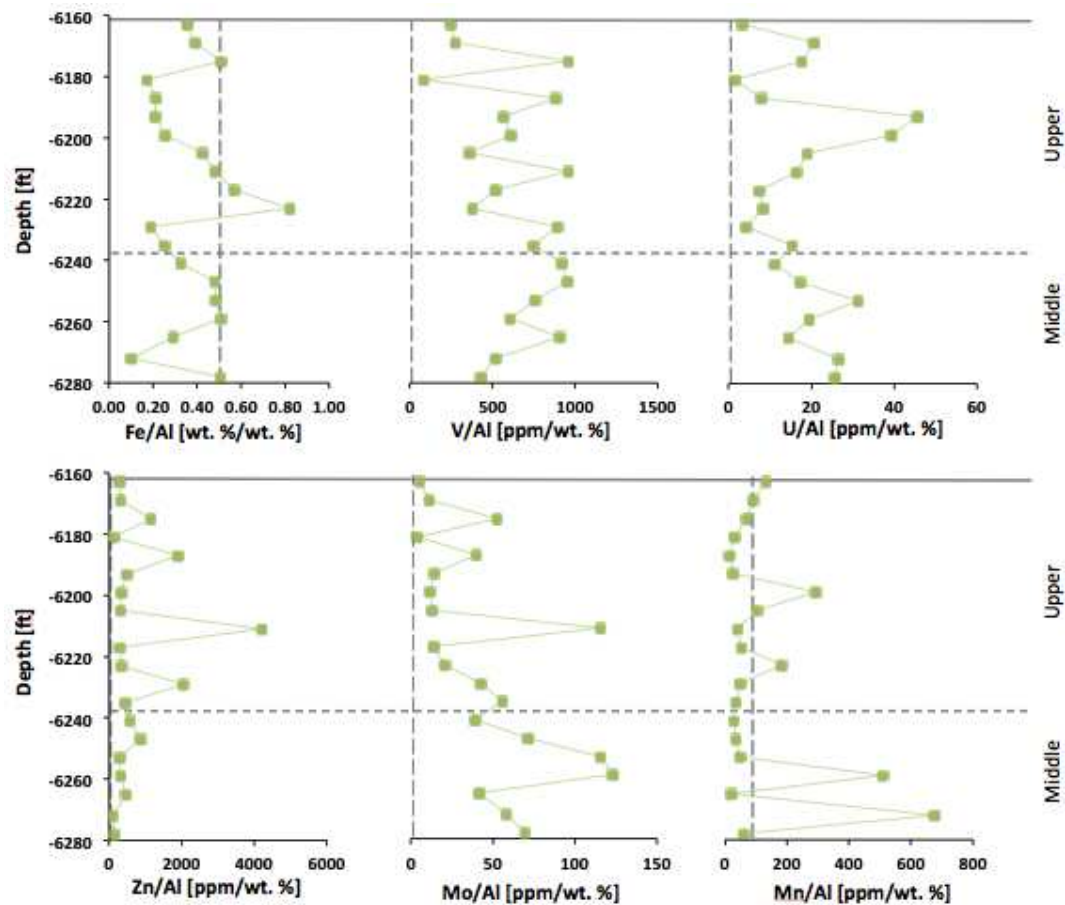 -6160
-6180
-6200
-6220
-6240
-6260
-6280
Depth [ft]
0.00 0.20 0.40 0.60 0.80 1.00
Fe/Al [wt. %/wt. %]
0 500 1000 1500
V/Al [ppm/wt. %]
0 20 40 60
U/Al [ppm/wt. %]
Upper
Middle
-6160
-6180
-6200
-6220
-6240
-6260
-6280
Depth [ft]
0 2000 4000 6000
Zn/Al [ppm/wt. %]
0 50 100 150
Mo/Al [ppm/wt. %]
0 200 400 600 800
Mn/Al [ppm/wt. %]
Upper
Middle